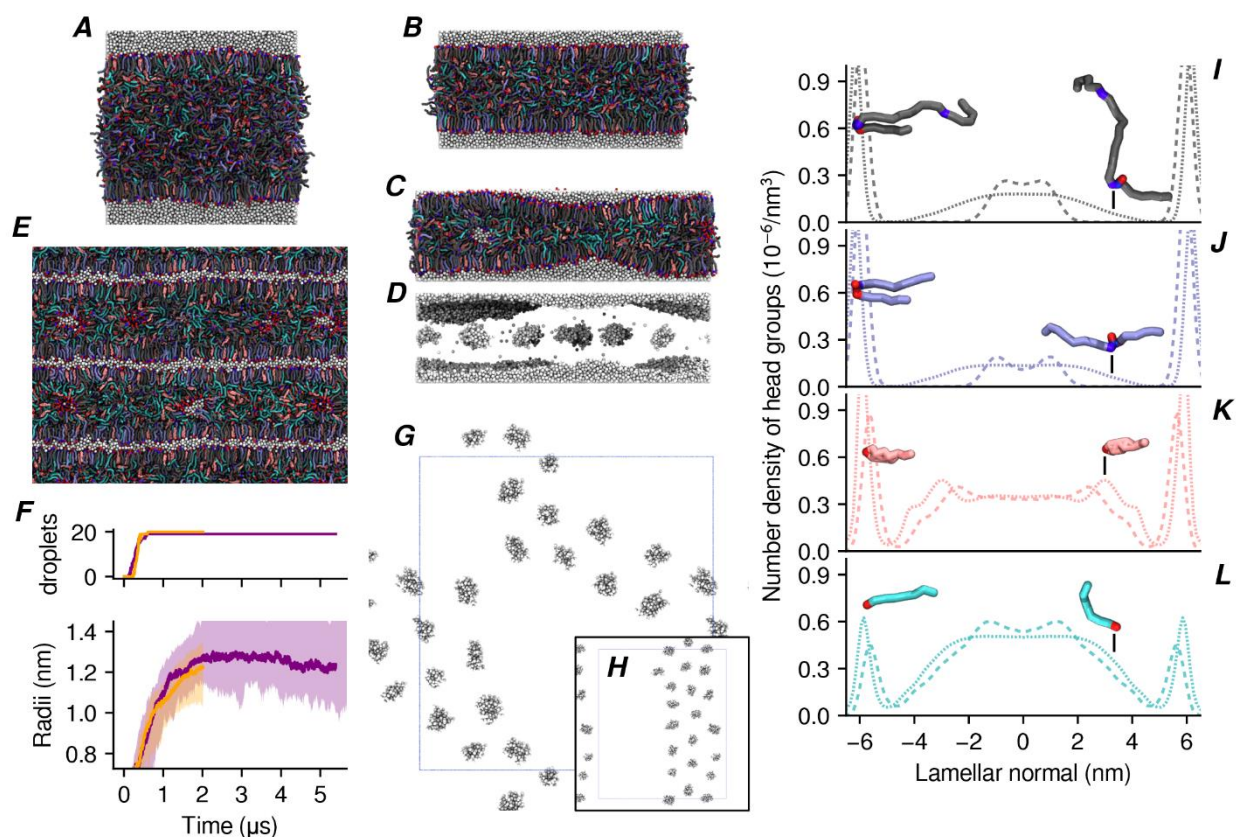 A
B
C
D
E
F
droplets
20
0
Radii (nm)
1.4
1.2
1.0
0.8
0 1 2 3 4 5
Time (μs)
G
H
Number density of head groups (10⁻⁶/nm³)
I
0.9
0.6
0.3
0.0
J
0.9
0.6
0.3
0.0
K
0.9
0.6
0.3
0.0
L
0.9
0.6
0.3
0.0
−6 −4 −2 0 2 4 6
Lamellar normal (nm)